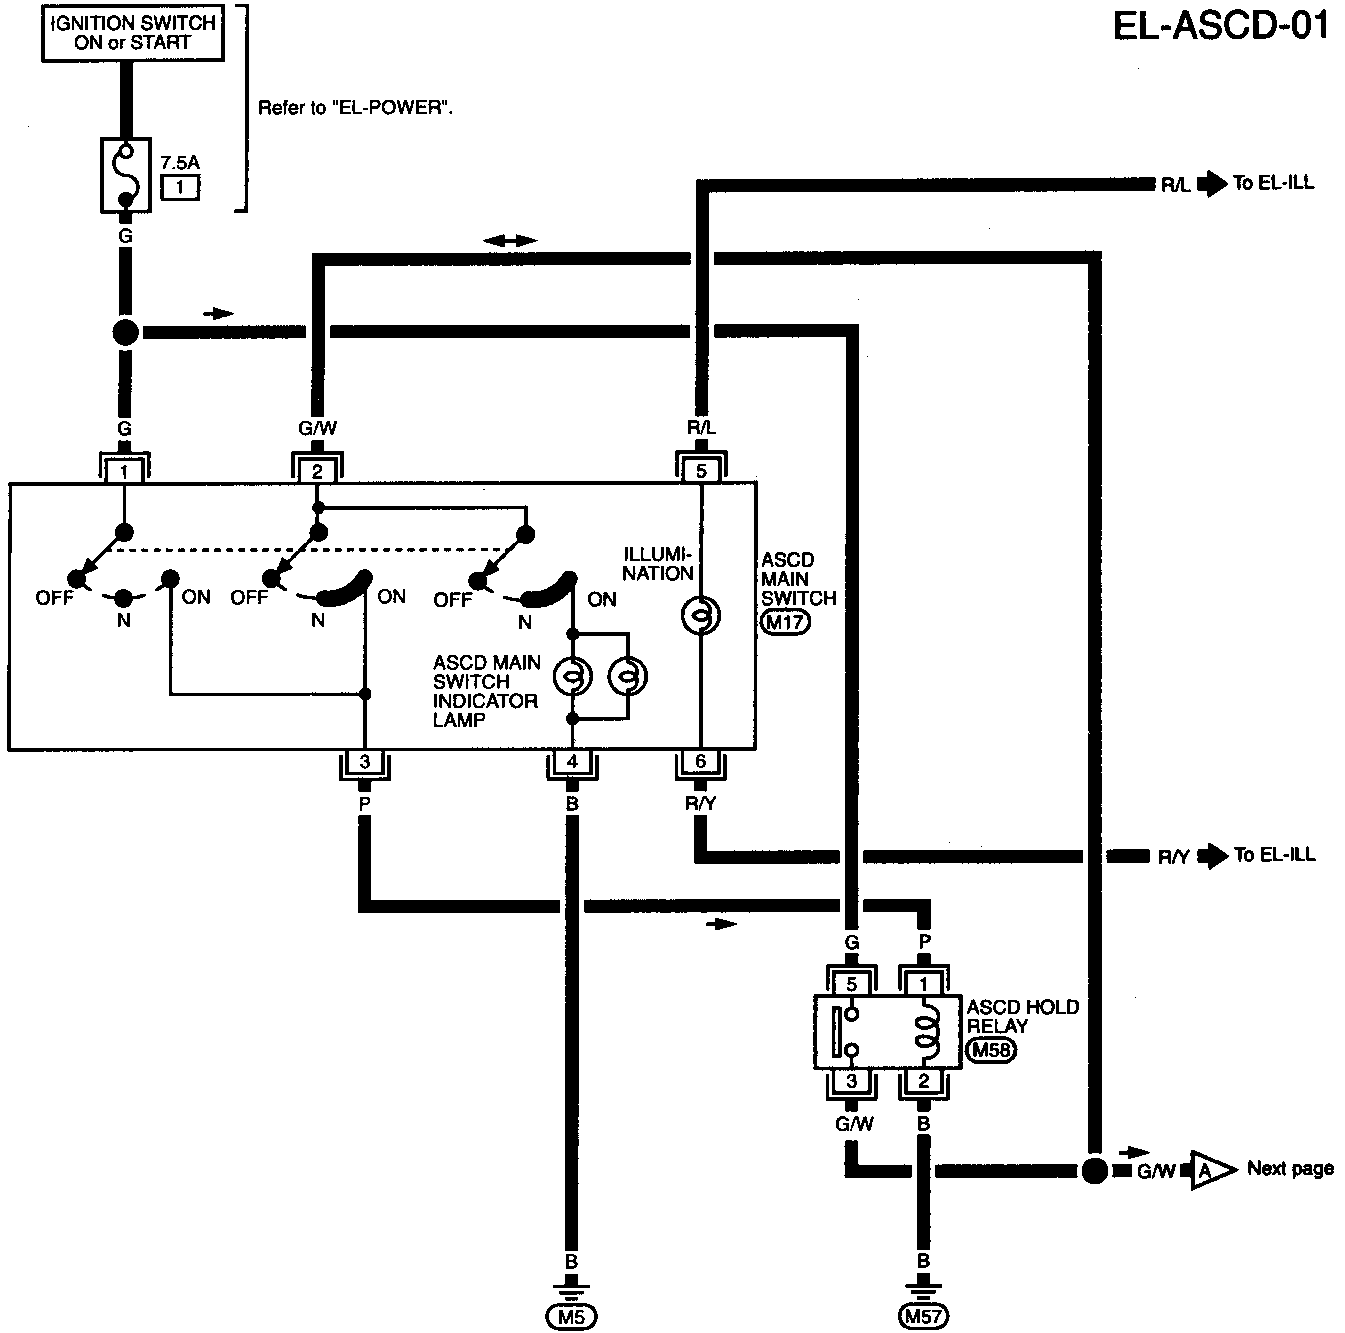 EL-ASCD-01
IGNITION SWITCH
ON or START
Refer to "EL-POWER".
7.5A
1
G
R/L
To EL-ILL
G
G/W
R/L
1
2
5
OFF
N
ON
OFF
N
ON
OFF
N
ON
ILLUMI-
NATION
ASCD
MAIN
SWITCH
M17
ASCD MAIN
SWITCH
INDICATOR
LAMP
3
4
6
P
B
R/Y
R/Y
To EL-ILL
G
P
5
1
ASCD HOLD
RELAY
M58
3
2
G/W
B
G/W
A
Next page
B
B
M5
M57